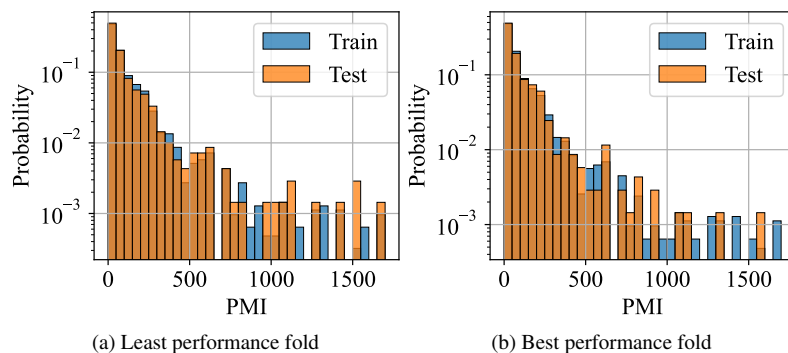 Train
Test
Probability
10⁻¹
10⁻²
10⁻³
0
500
1000
1500
PMI
(a) Least performance fold
Train
Test
Probability
10⁻¹
10⁻²
10⁻³
0
500
1000
1500
PMI
(b) Best performance fold